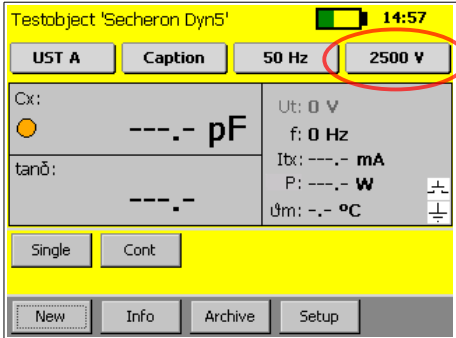 Testobject 'Secheron Dyn5' 14:57
UST A Caption 50 Hz 2500 V
Cx:
---.- pF
tanδ:
---.-
Ut: 0 V
f: 0 Hz
Itx: ---.- mA
P: ---.- W
ϑm: -.- ºC
Single Cont
New Info Archive Setup